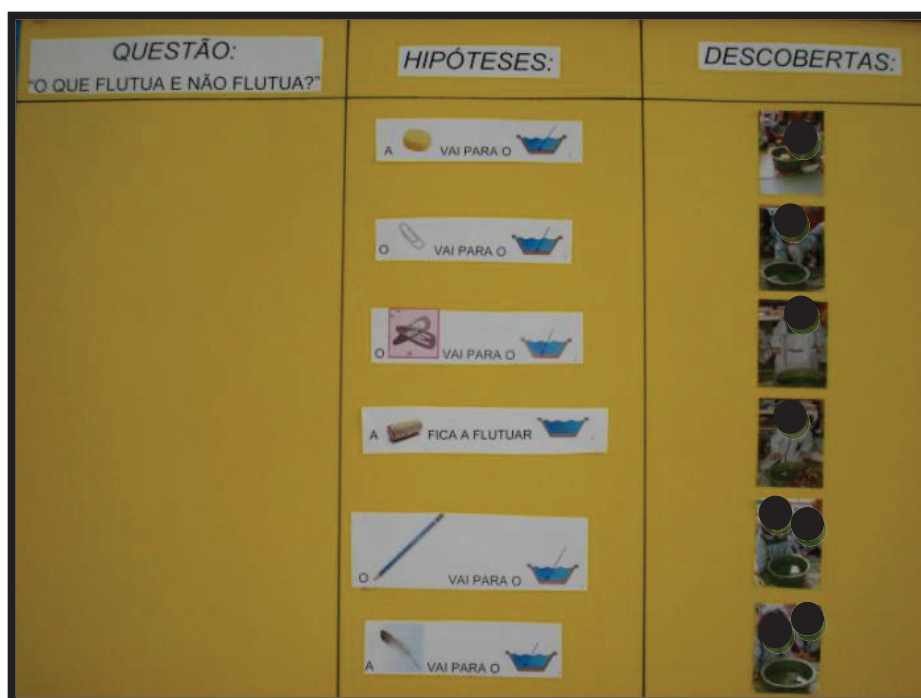 QUESTÃO:
"O QUE FLUTUA E NÃO FLUTUA?"
HIPÓTESES:
DESCOBERTAS:
A VAI PARA O
O VAI PARA O
O VAI PARA O
A FICA A FLUTUAR
O VAI PARA O
A VAI PARA O